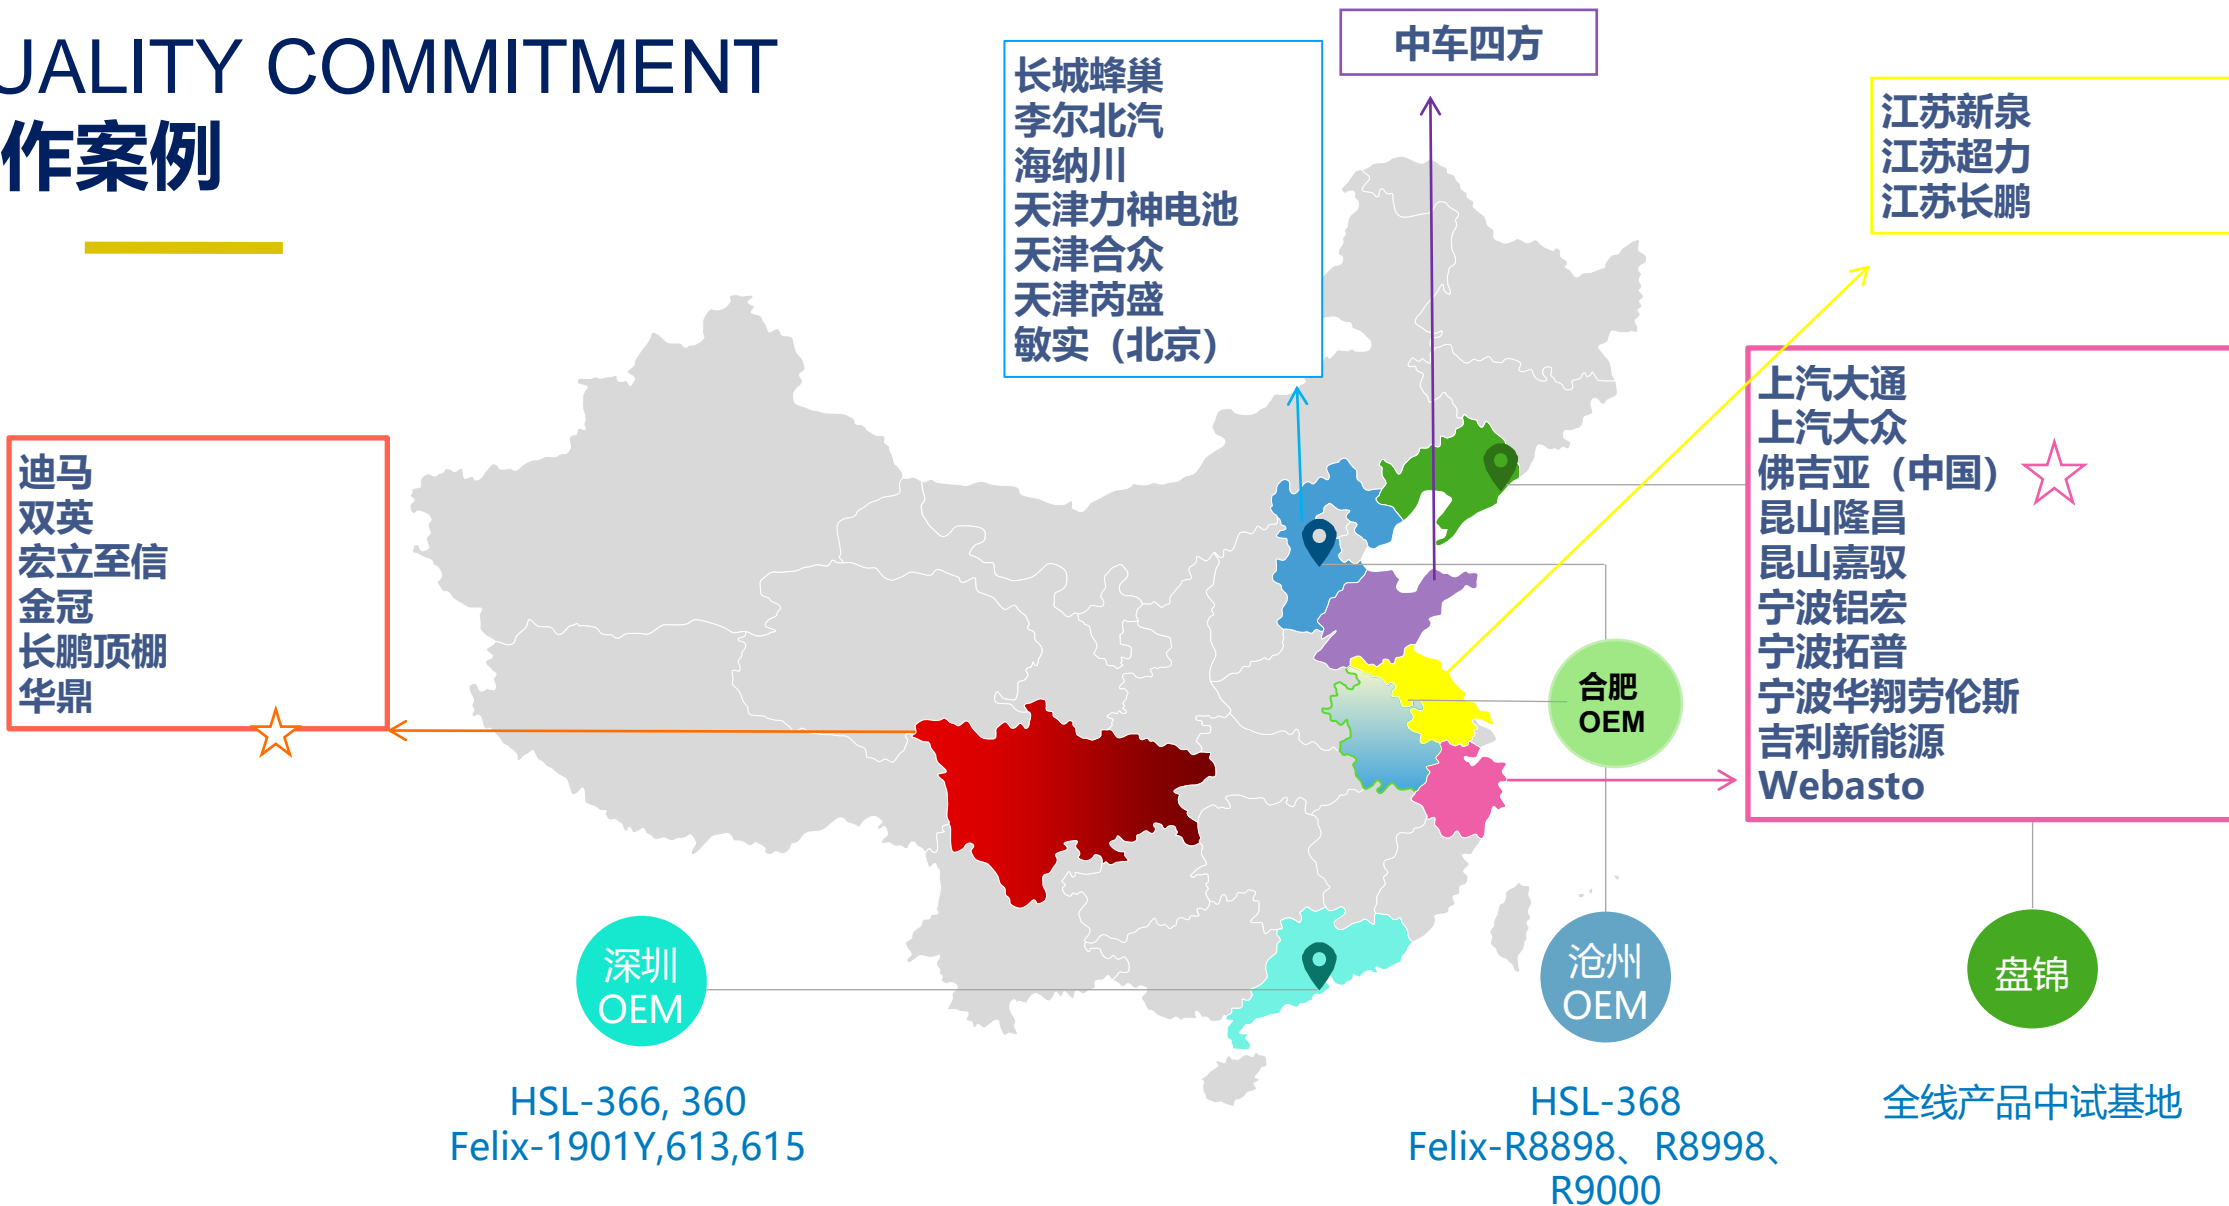 UALITY COMMITMENT
作案例
中车四方
长城蜂巢
李尔北汽
海纳川
天津力神电池
天津合众
天津芮盛
敏实（北京）
江苏新泉
江苏超力
江苏长鹏
上汽大通
上汽大众
佛吉亚（中国）
昆山隆昌
昆山嘉驭
宁波铝宏
宁波拓普
宁波华翔劳伦斯
吉利新能源
Webasto
迪马
双英
宏立至信
金冠
长鹏顶棚
华鼎
合肥
OEM
深圳
OEM
沧州
OEM
盘锦
HSL-366, 360
Felix-1901Y,613,615
HSL-368
Felix-R8898、R8998、
R9000
全线产品中试基地